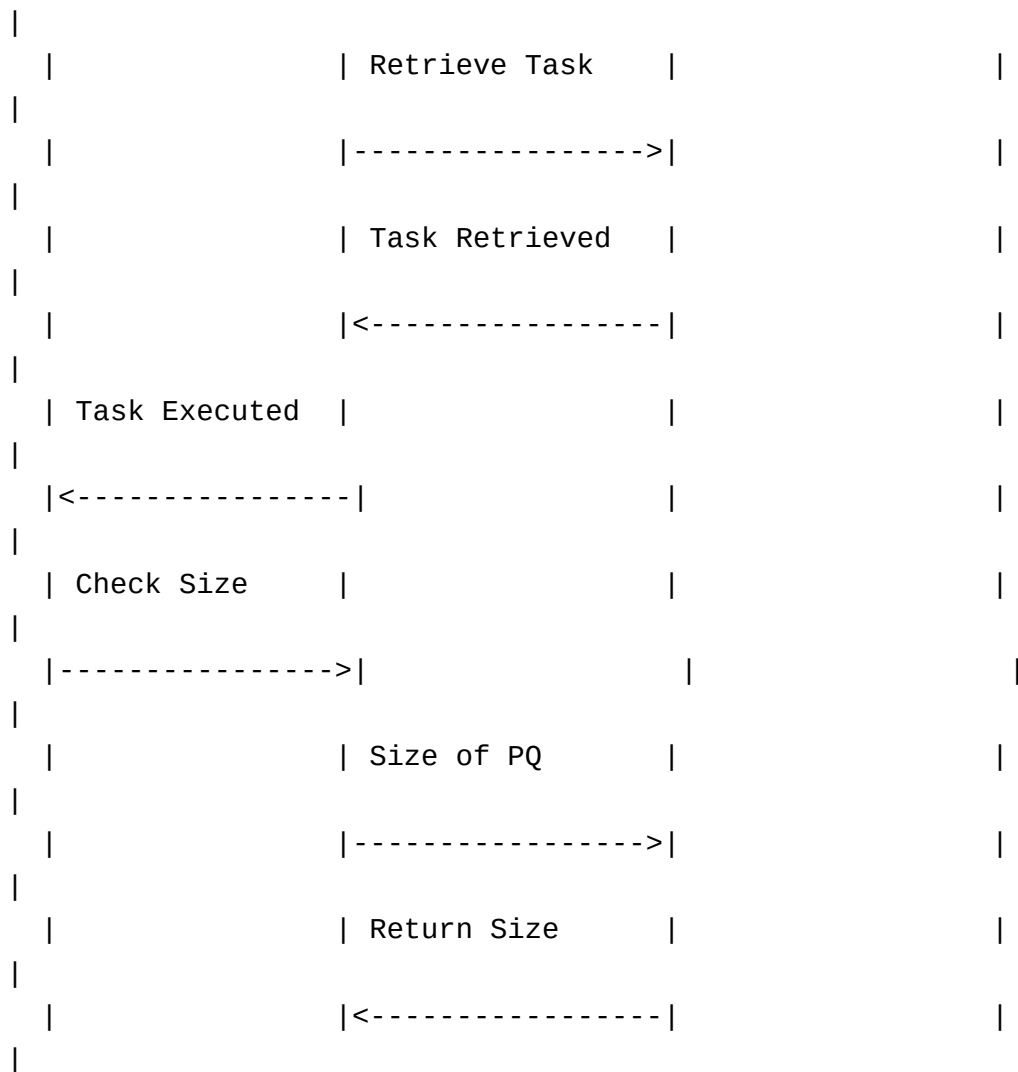 |
| | Retrieve Task | |
|
| |----------------->| |
|
| | Task Retrieved | |
|
| |<-----------------| |
|
| Task Executed | | |
|
|<----------------| | |
|
| Check Size | | |
|
|---------------->| | |
|
| | Size of PQ | |
|
| |----------------->| |
|
| | Return Size | |
|
| |<-----------------| |
|